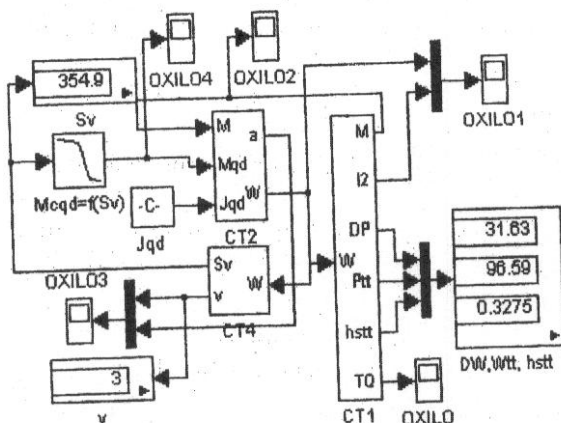 354.9
Sv
OXILO4
OXILO2
OXILO1
Mcqd=f(Sv)
-C-
Jqd
M
Mqd
Jqd
a
W
CT2
Sv
v
W
CT4
OXILO3
3
v
W
M
I2
DP
Ptt
hstt
TQ
CT1
OXILO
31.63
96.59
0.3275
DW,Wtt, hstt